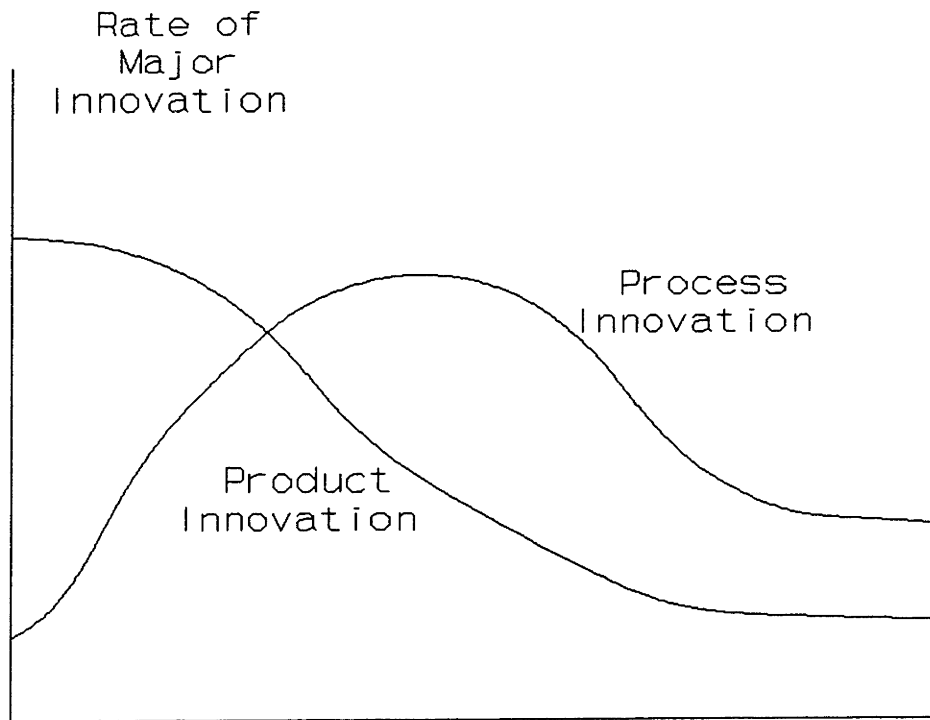 Rate of
Major
Innovation
Process
Innovation
Product
Innovation